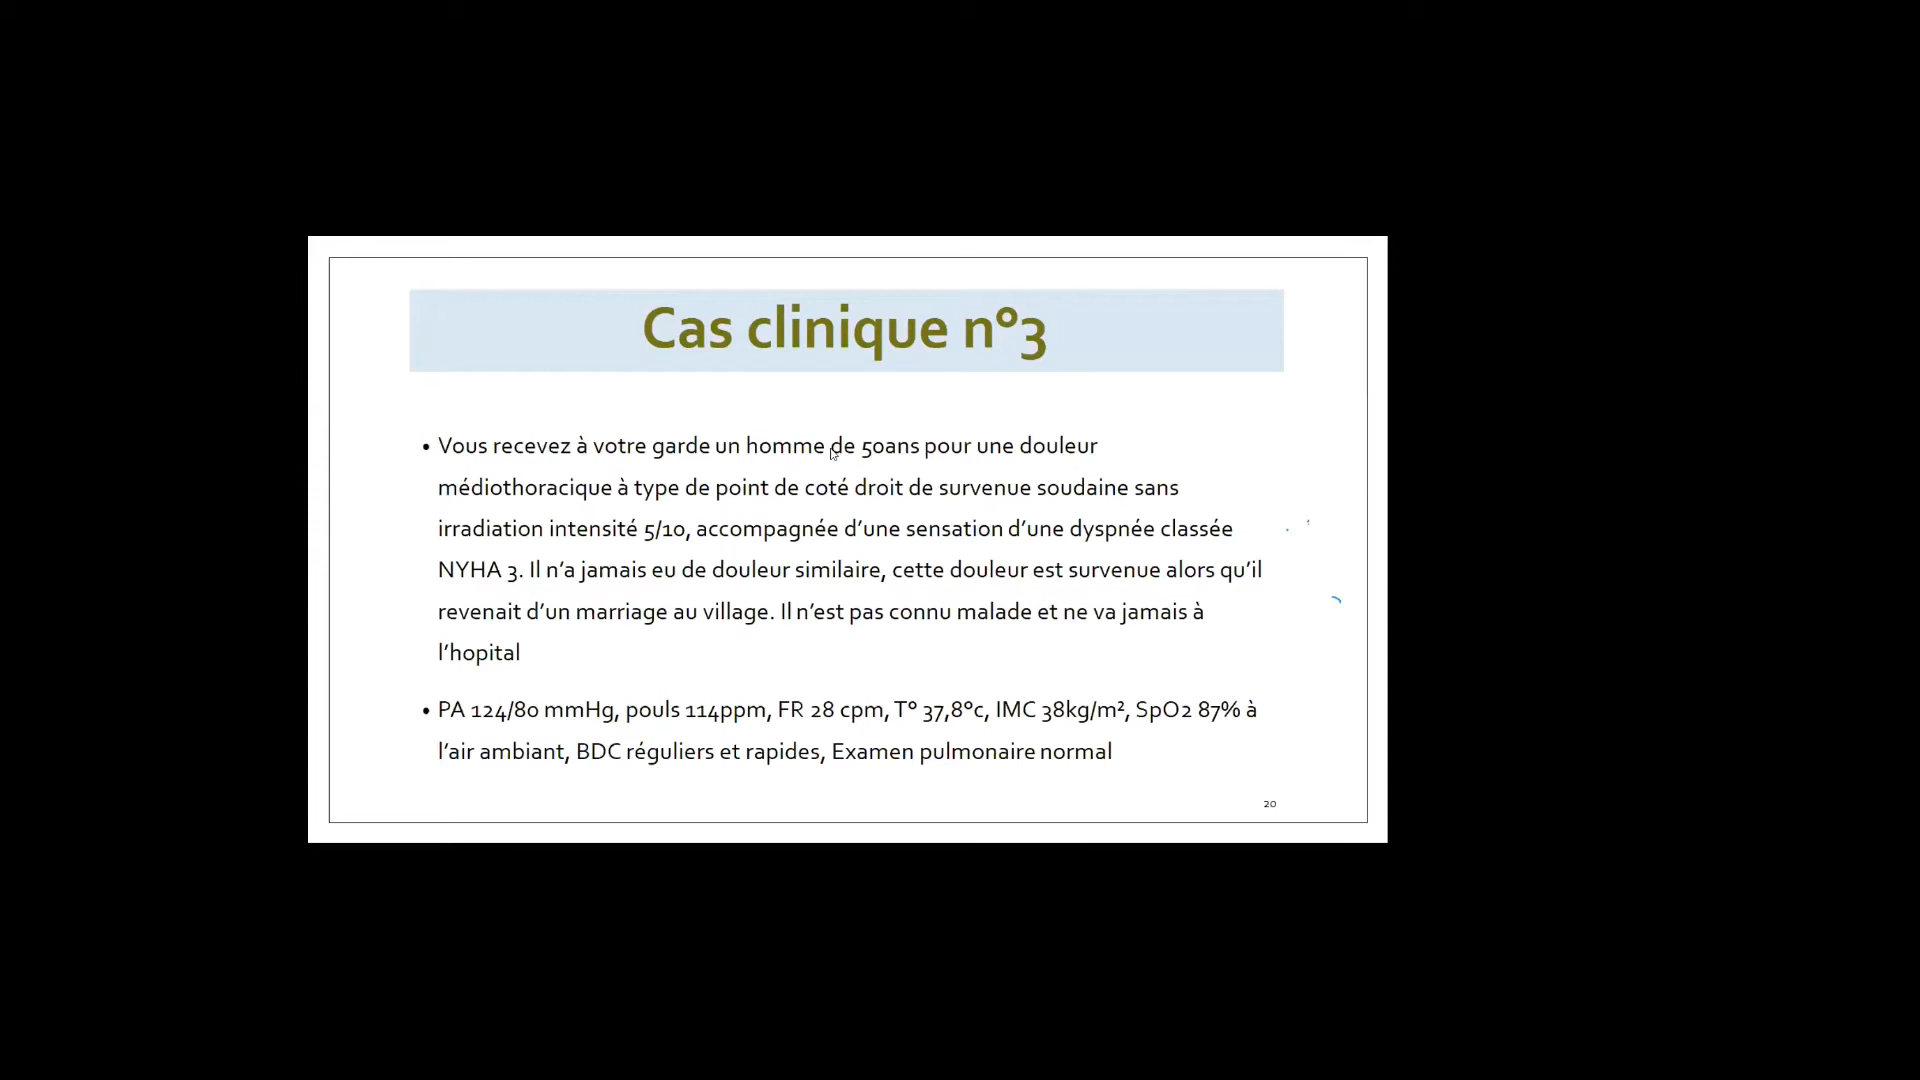 Cas clinique n°3
• Vous recevez à votre garde un homme de 50ans pour une douleur
médiothoracique à type de point de coté droit de survenue soudaine sans
irradiation intensité 5/10, accompagnée d’une sensation d’une dyspnée classée
NYHA 3. Il n’a jamais eu de douleur similaire, cette douleur est survenue alors qu’il
revenait d’un marriage au village. Il n’est pas connu malade et ne va jamais à
l’hopital
• PA 124/80 mmHg, pouls 114ppm, FR 28 cpm, T° 37,8°c, IMC 38kg/m², SpO2 87% à
l’air ambiant, BDC réguliers et rapides, Examen pulmonaire normal
20